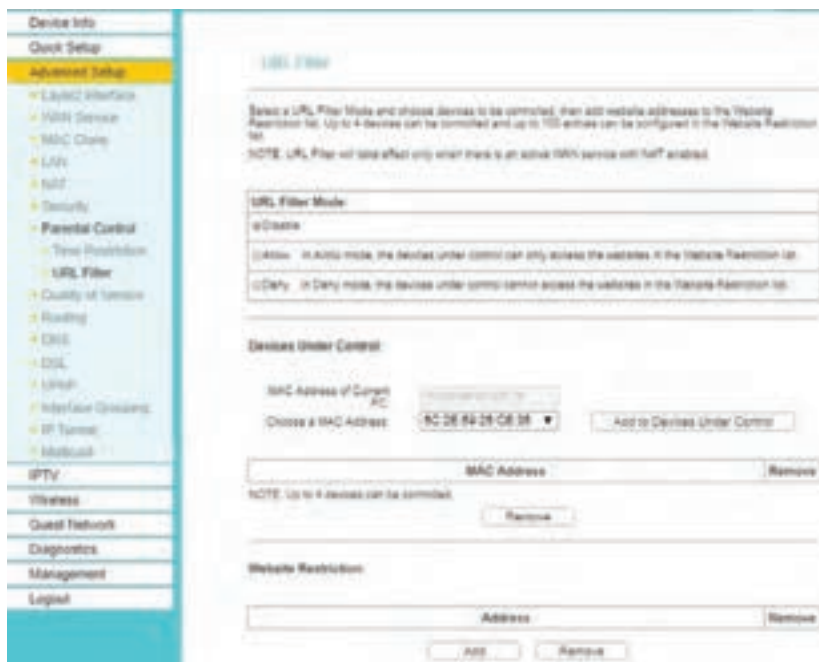 Device Info
Quick Setup
Advanced Setup
Layer2 Interface
WAN Service
MAC Clone
LAN
NAT
Security
Parental Control
Time Restriction
URL Filter
Quality of Service
Routing
DNS
DSL
UPnP
Interface Grouping
IP Tunnel
Multicast
IPTV
Wireless
Guest Network
Diagnostics
Management
Logout
URL Filter
Select a URL Filter Mode and choose devices to be controlled, then add website addresses to the Website
Restriction list. Up to 4 devices can be controlled and up to 100 entries can be configured in the Website Restriction
list.
NOTE: URL Filter will take effect only when there is an active WAN service with NAT enabled.
URL Filter Mode
Disable
Allow In Allow mode, the devices under control can only access the websites in the Website Restriction list.
Deny In Deny mode, the devices under control cannot access the websites in the Website Restriction list.
Devices Under Control
MAC Address of Current
PC:
Choose a MAC Address: Add to Devices Under Control
MAC Address Remove
NOTE: Up to 4 devices can be controlled.
Remove
Website Restriction
Address Remove
Add Remove